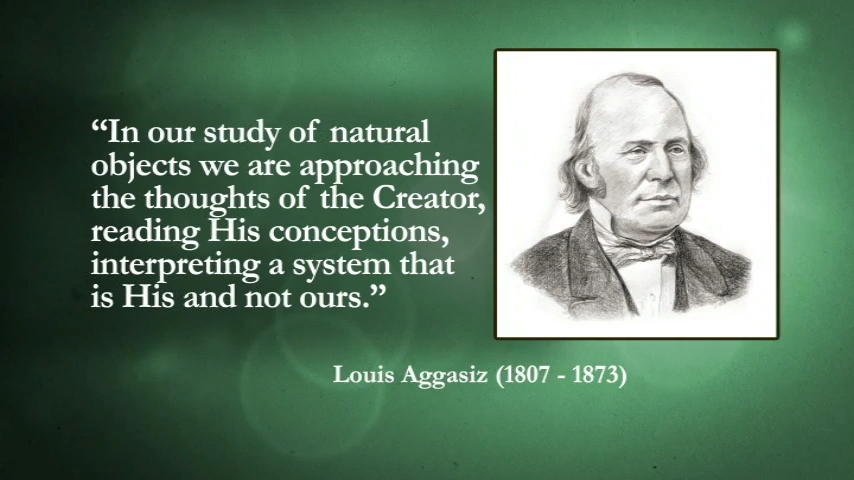 “In our study of natural
objects we are approaching
the thoughts of the Creator,
reading His conceptions,
interpreting a system that
is His and not ours.”
Louis Aggasiz (1807 - 1873)